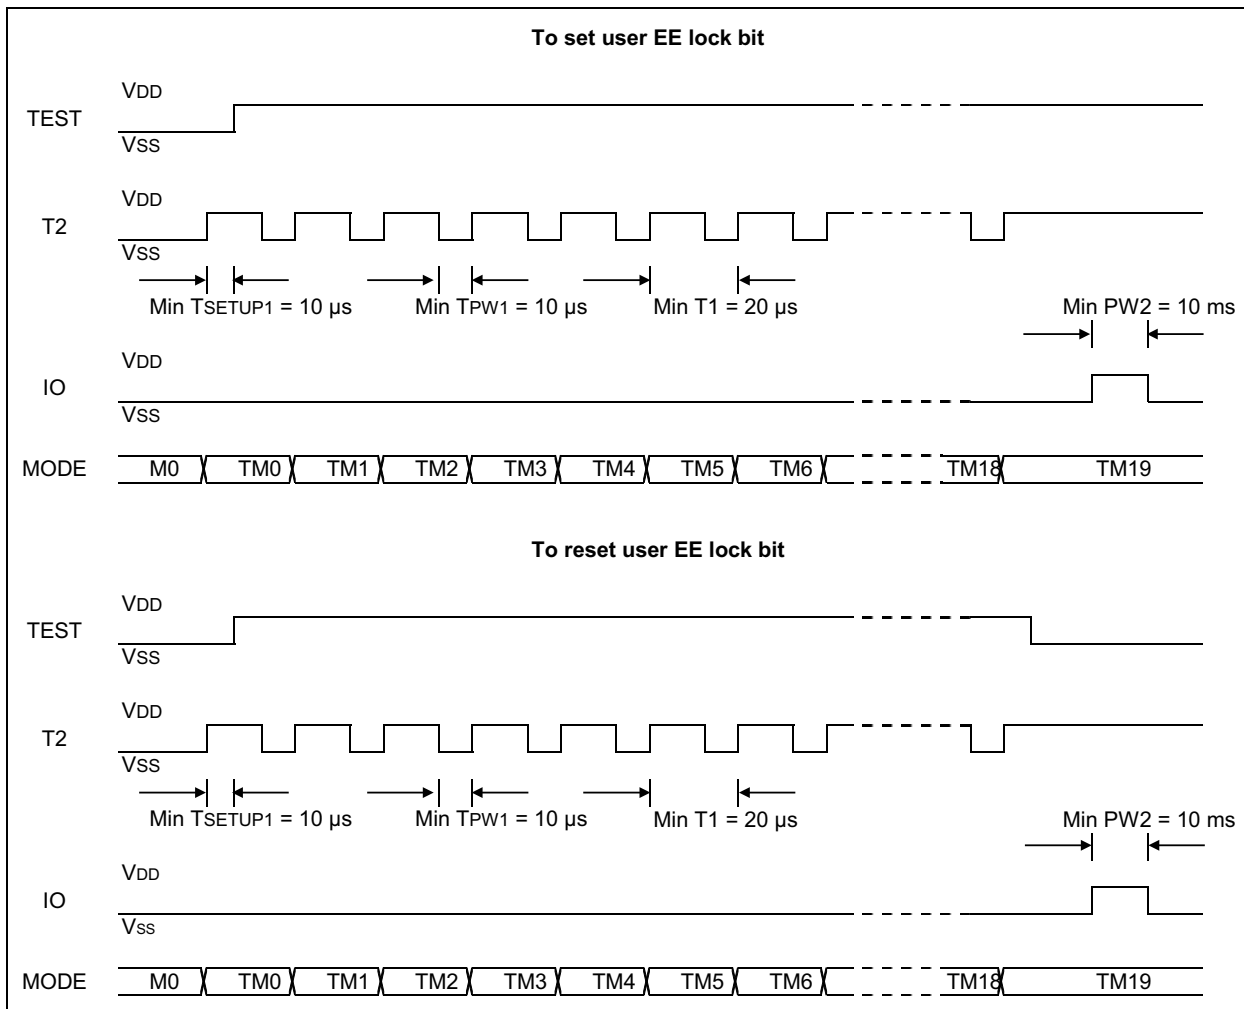 To set user EE lock bit
VDD
TEST
VSS
VDD
T2
VSS
Min TSETUP1 = 10 µs
Min TPW1 = 10 µs
Min T1 = 20 µs
Min PW2 = 10 ms
VDD
IO
VSS
MODE M0 TM0 TM1 TM2 TM3 TM4 TM5 TM6 TM18 TM19
To reset user EE lock bit
VDD
TEST
VSS
VDD
T2
VSS
Min TSETUP1 = 10 µs
Min TPW1 = 10 µs
Min T1 = 20 µs
Min PW2 = 10 ms
VDD
IO
VSS
MODE M0 TM0 TM1 TM2 TM3 TM4 TM5 TM6 TM18 TM19